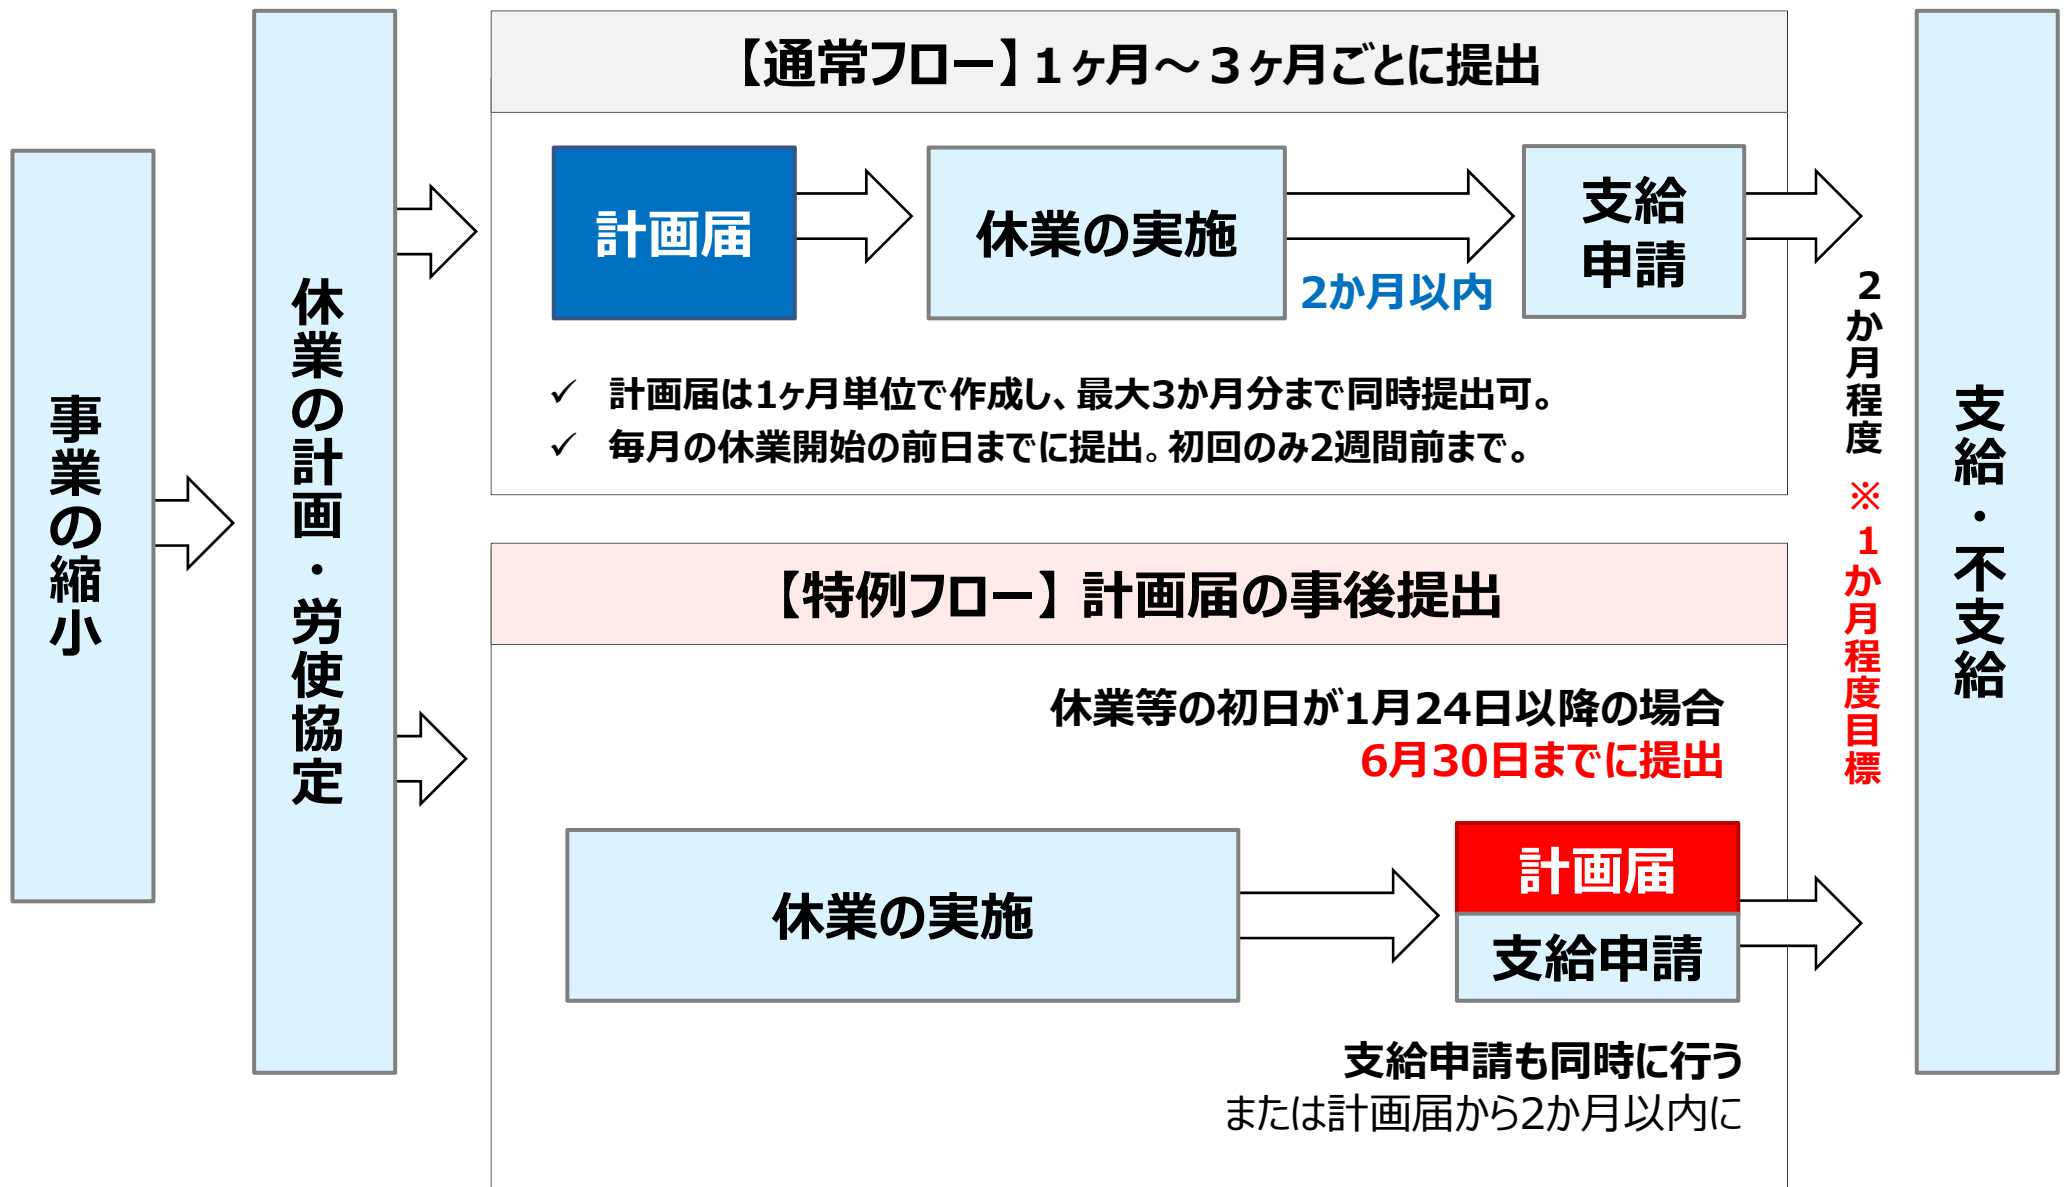 事業の縮小
休業の計画・労使協定
【通常フロー】１ヶ月～３ヶ月ごとに提出
計画届
休業の実施
2か月以内
支給
申請
✓ 計画届は1ヶ月単位で作成し、最大3か月分まで同時提出可。
✓ 毎月の休業開始の前日までに提出。初回のみ2週間前まで。
【特例フロー】計画届の事後提出
休業等の初日が1月24日以降の場合
6月30日までに提出
休業の実施
計画届
支給申請
支給申請も同時に行う
または計画届から2か月以内に
２か月程度 ※１か月程度目標
支給・不支給